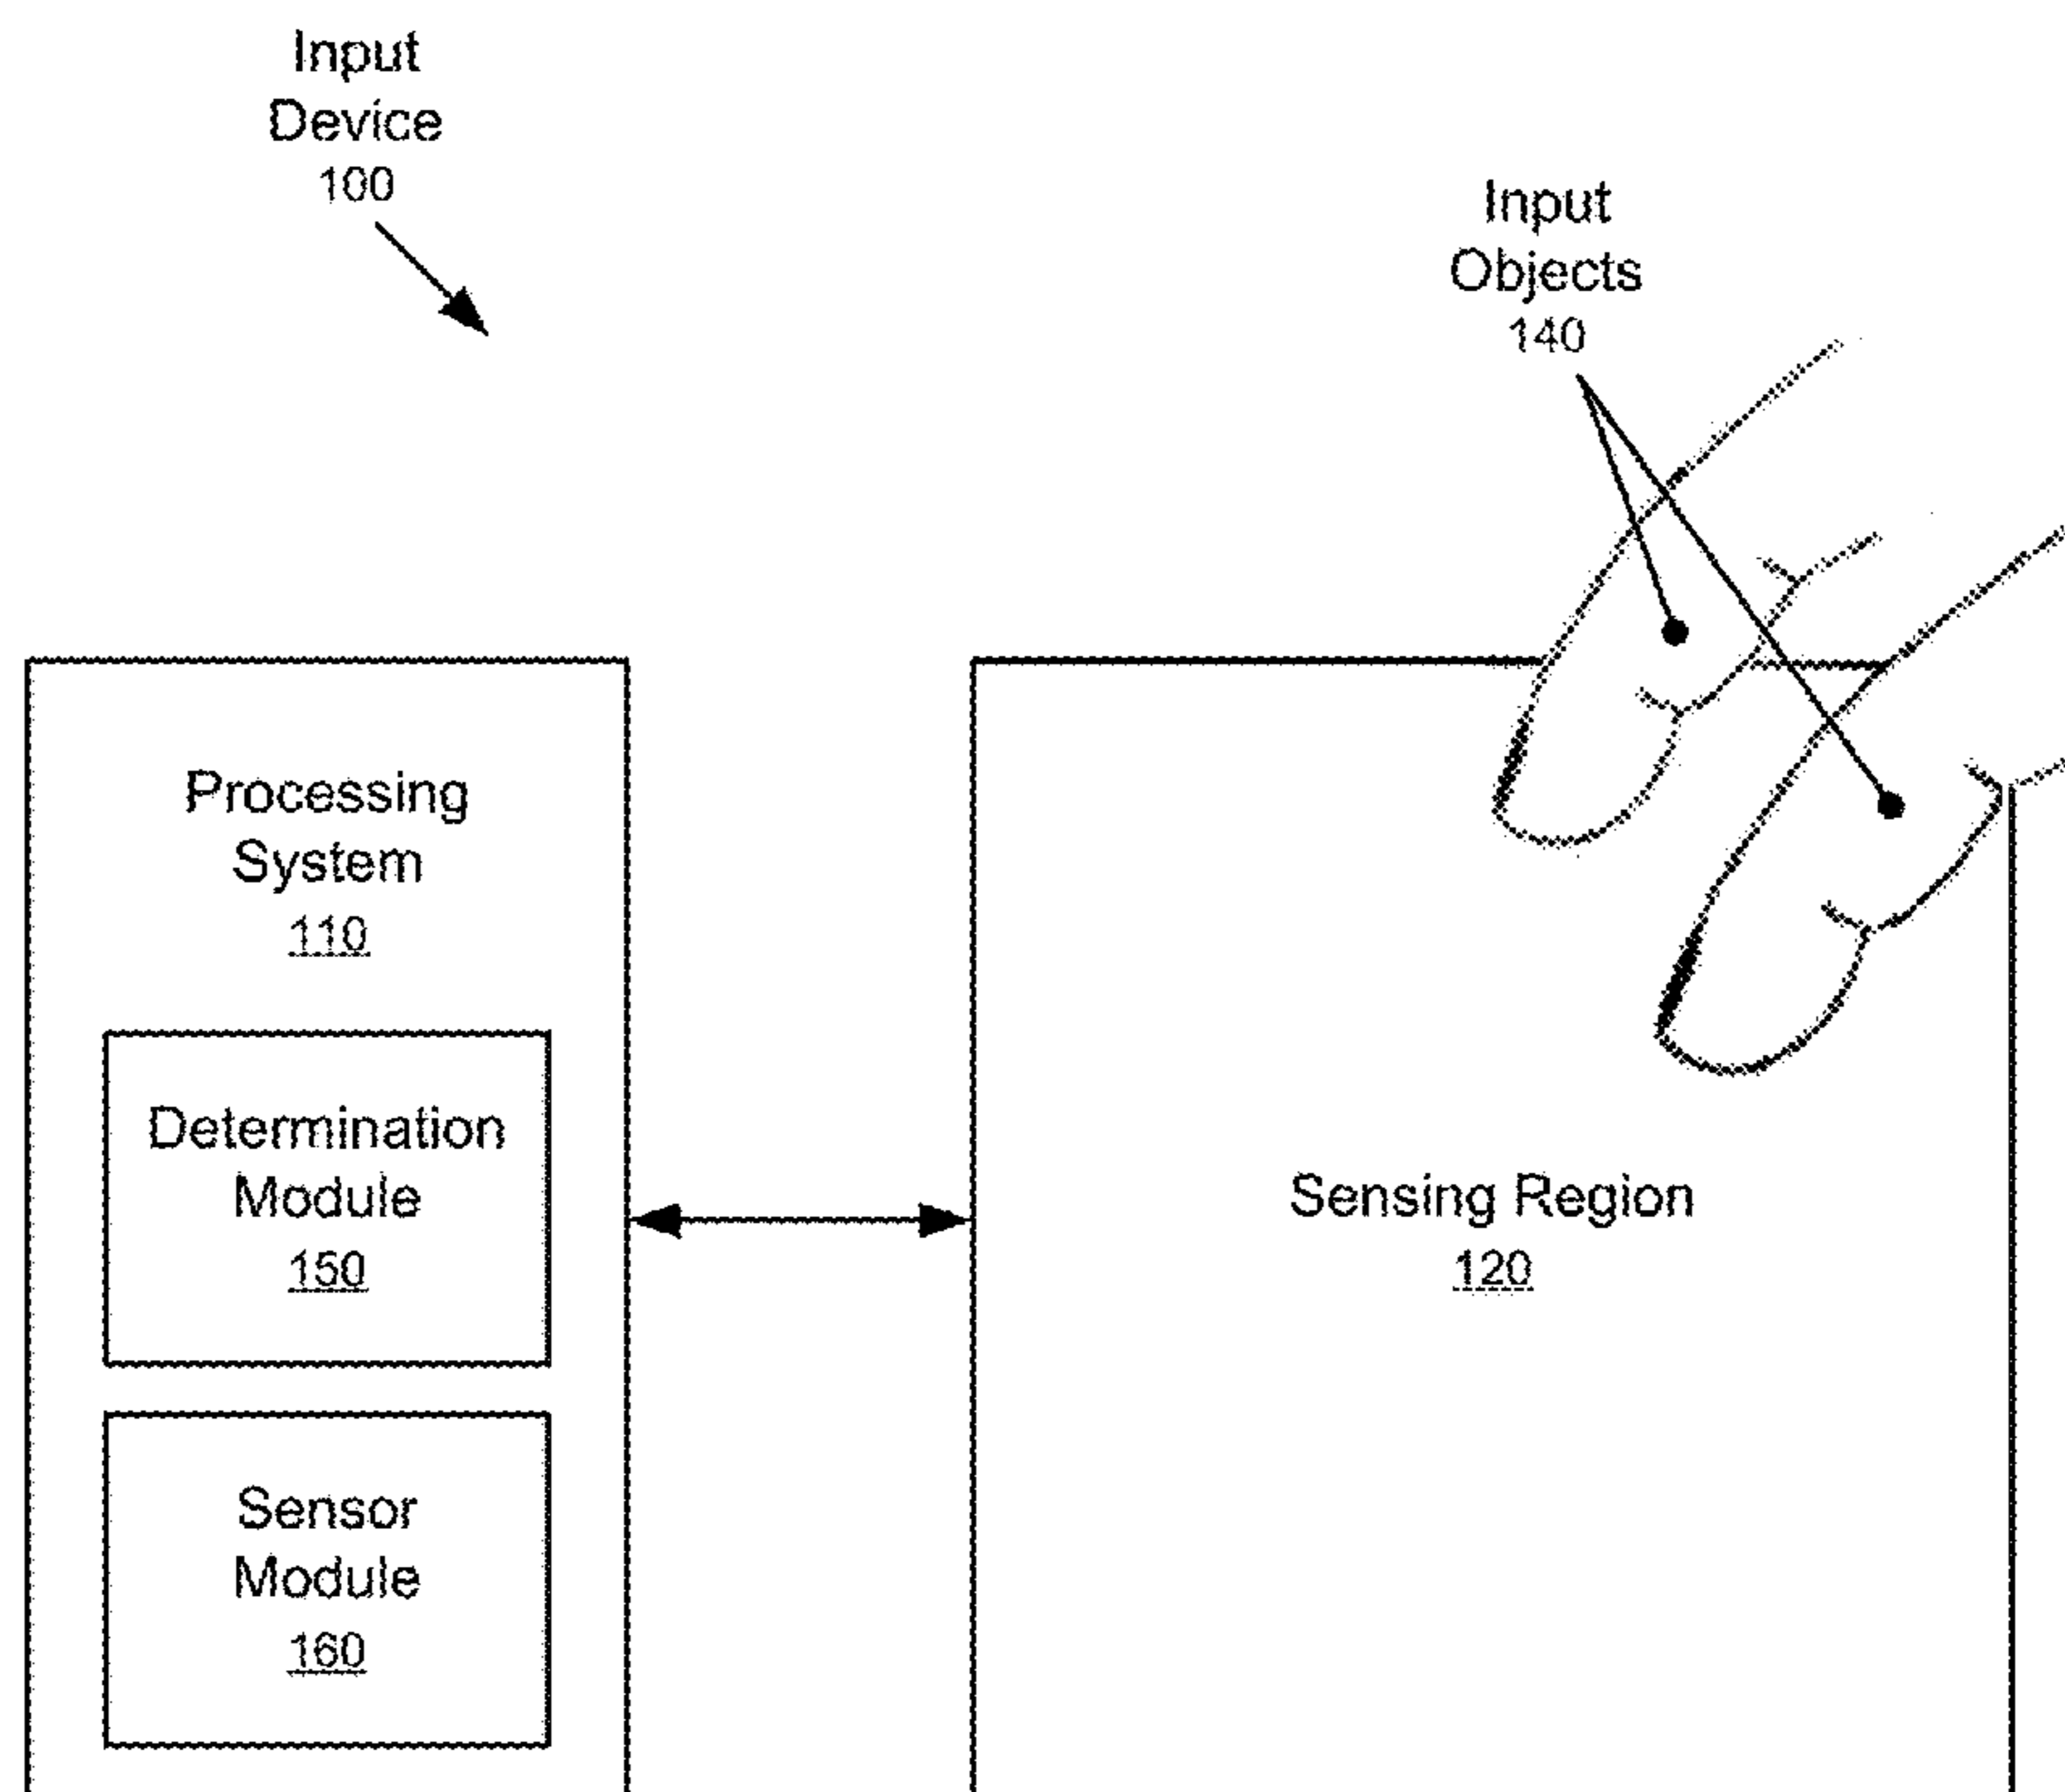 Input
Device
100
Input
Objects
140
Processing
System
110
Determination
Module
150
Sensor
Module
160
Sensing Region
120